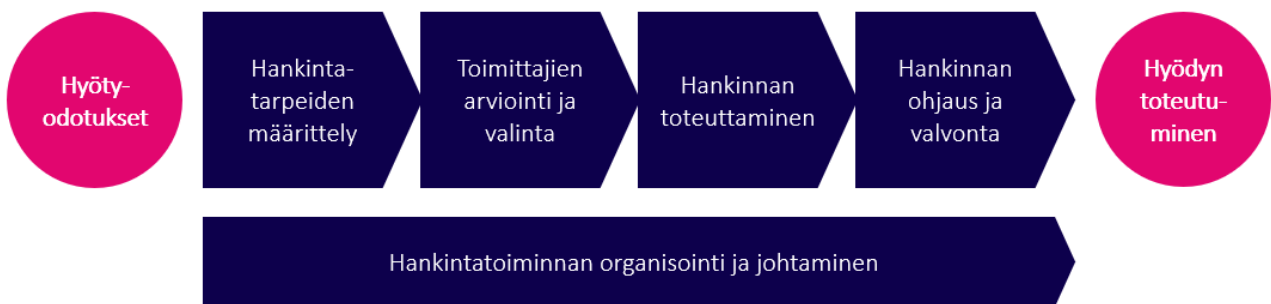 Hyöty-
odotukset
Hankinta-
tarpeiden
määrittely
Toimittajien
arviointi ja
valinta
Hankinnan
toteuttaminen
Hankinnan
ohjaus ja
valvonta
Hyödyn
toteutu-
minen
Hankintatoiminnan organisointi ja johtaminen